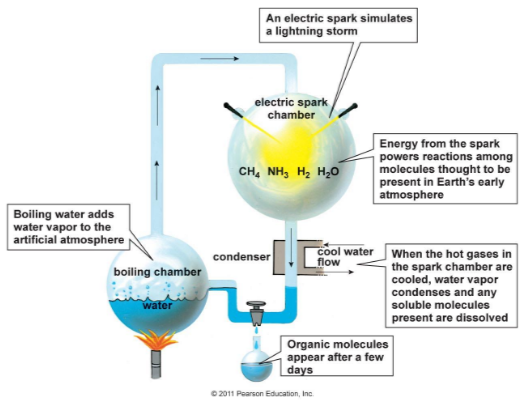 An electric spark simulates
a lightning storm
electric spark
chamber
CH4 NH3 H2 H2O
Energy from the spark
powers reactions among
molecules thought to be
present in Earth's early
atmosphere
Boiling water adds
water vapor to the
artificial atmosphere
boiling chamber
water
condenser
cool water
flow
When the hot gases in
the spark chamber are
cooled, water vapor
condenses and any
soluble molecules
present are dissolved
Organic molecules
appear after a few
days
© 2011 Pearson Education, Inc.